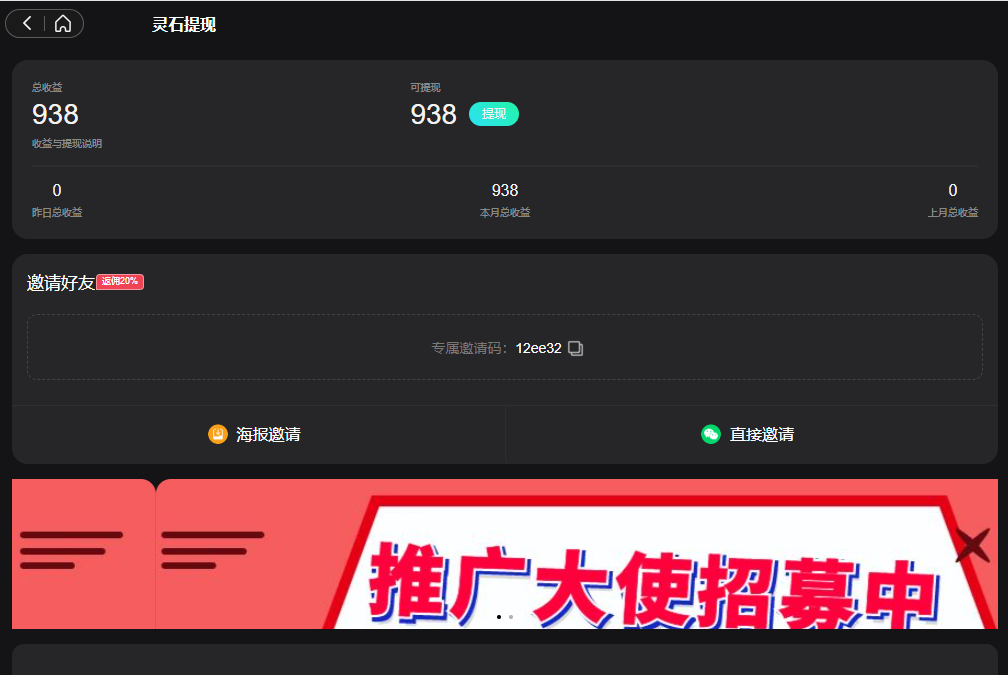 灵石提现
总收益
可提现
938
938 提现
收益与提现说明
0
938
0
昨日总收益
本月总收益
上月总收益
邀请好友 返佣20%
专属邀请码：12ee32
海报邀请
直接邀请
推广大使招募中